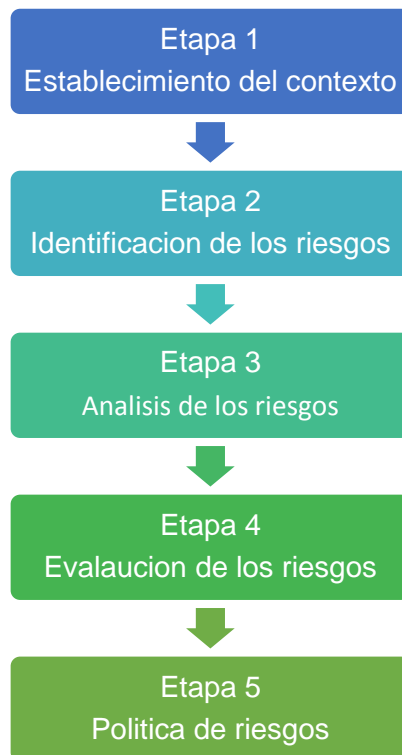 Etapa 1
Establecimiento del contexto
Etapa 2
Identificacion de los riesgos
Etapa 3
Analisis de los riesgos
Etapa 4
Evalaucion de los riesgos
Etapa 5
Politica de riesgos